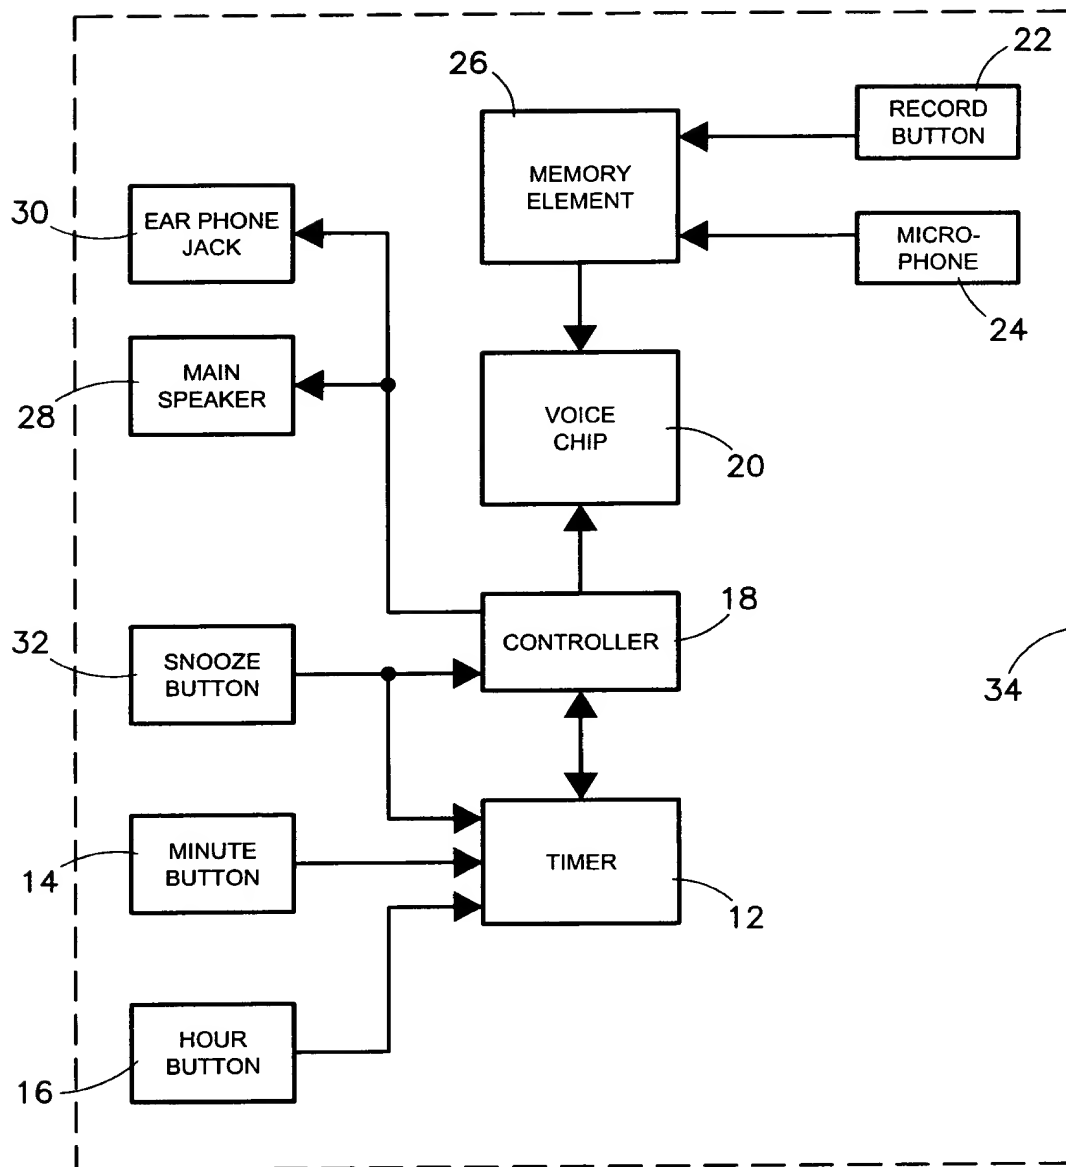 22
26
RECORD
BUTTON
MEMORY
ELEMENT
30
EAR PHONE
JACK
MICRO-
PHONE
24
MAIN
SPEAKER
28
VOICE
CHIP
20
18
32
SNOOZE
BUTTON
CONTROLLER
34
14
MINUTE
BUTTON
TIMER
12
HOUR
BUTTON
16